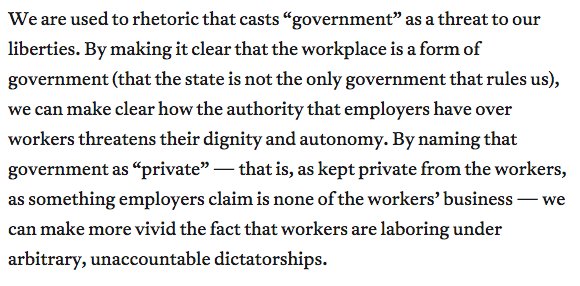 We are used to rhetoric that casts “government” as a threat to our
liberties. By making it clear that the workplace is a form of
government (that the state is not the only government that rules us),
we can make clear how the authority that employers have over
workers threatens their dignity and autonomy. By naming that
government as “private” — that is, as kept private from the workers,
as something employers claim is none of the workers’ business — we
can make more vivid the fact that workers are laboring under
arbitrary, unaccountable dictatorships.